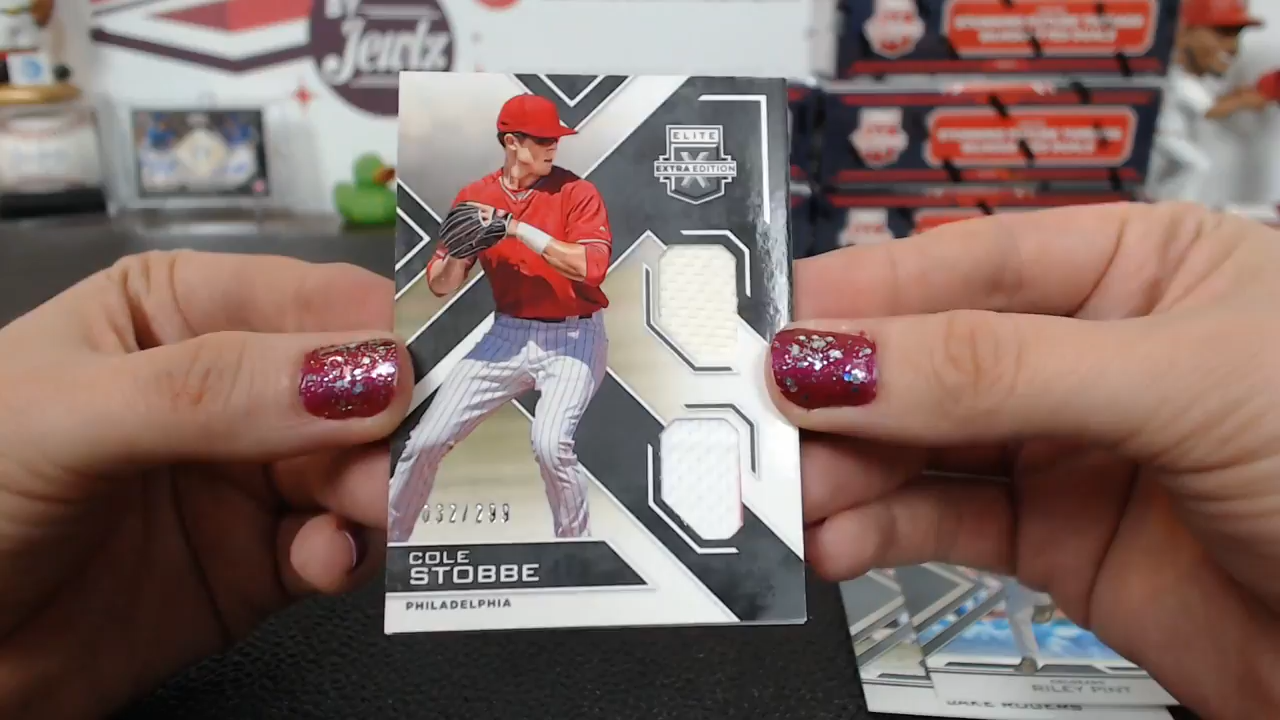 Jewlz
ELITE
X
EXTRA EDITION
032/299
COLE
STOBBE
PHILADELPHIA
RILEY PINT
JAKE ROGERS